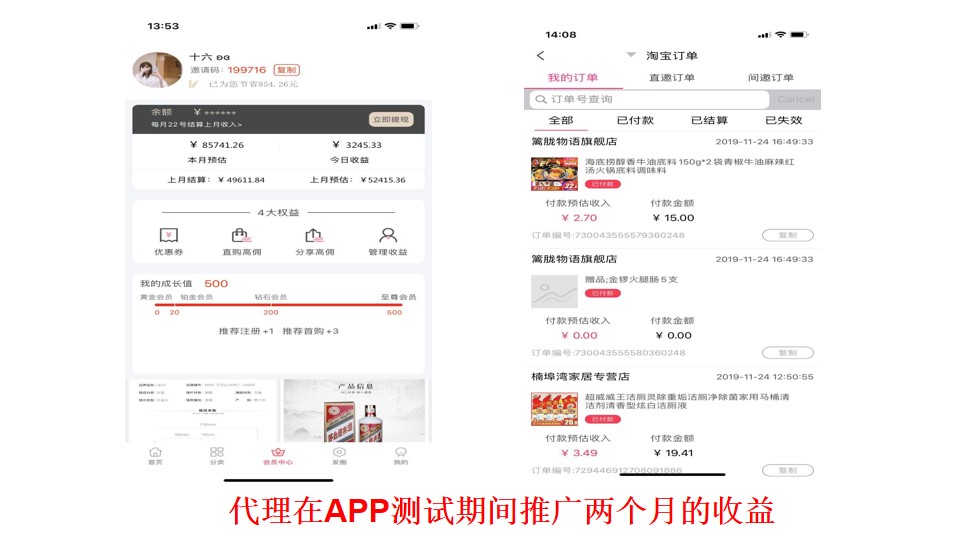 13:53
十六 ʚɞ
邀请码: 199716 复制
已为您节省854.26元
余额 ¥ ******
每月22号结算上月收入>
立即提现
¥ 85741.26
¥ 3245.33
本月预估
今日收益
上月结算: ¥ 49611.84
上月预估: ¥52415.36
4大权益
优惠券
直购高佣
分享高佣
管理收益
我的成长值 500
黄金会员
铂金会员
钻石会员
至尊会员
0
20
200
500
推荐注册+1 推荐首购+3
产品信息
首页
分类
会员中心
发圈
我的
14:08
淘宝订单
我的订单
直邀订单
间邀订单
订单号查询
Cancel
全部
已付款
已结算
已失效
篱胧物语旗舰店
2019-11-24 16:49:33
海底捞醇香牛油底料150g*2袋青椒牛油麻辣红
汤火锅底料调味料
已付款
付款预估收入
付款金额
¥ 2.70
¥ 15.00
订单编号:730043555579360248
复制
篱胧物语旗舰店
2019-11-24 16:49:33
赠品;金锣火腿肠5支
已付款
付款预估收入
付款金额
¥ 0.00
¥ 0.00
订单编号:730043555580360248
复制
楠埠湾家居专营店
2019-11-24 12:50:55
超威威王洁厕灵除重垢洁厕净除菌家用马桶清
洁剂清香型炫白洁厕液
已付款
付款预估收入
付款金额
¥ 3.49
¥ 19.41
订单编号:729446912708091886
复制
代理在APP测试期间推广两个月的收益